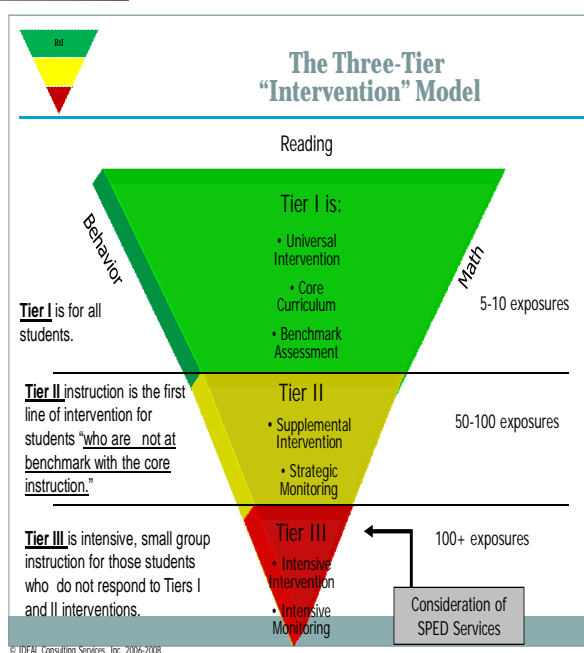 RtI
The Three-Tier
“Intervention” Model
Reading
Behavior
Math
Tier I is:
• Universal
Intervention
• Core
Curriculum
• Benchmark
Assessment
Tier I is for all
students.
5-10 exposures
Tier II instruction is the first
line of intervention for
students “who are not at
benchmark with the core
instruction.”
Tier II
• Supplemental
Intervention
• Strategic
Monitoring
50-100 exposures
Tier III is intensive, small group
instruction for those students
who do not respond to Tiers I
and II interventions.
Tier III
• Intensive
Intervention
• Intensive
Monitoring
100+ exposures
Consideration of
SPED Services
© IDEAL Consulting Services, Inc. 2006-2008